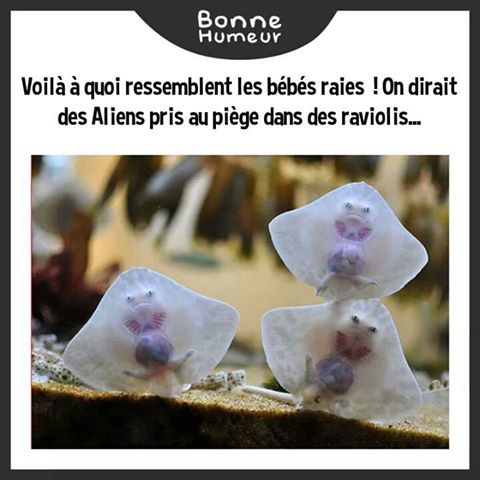 Bonne
Humeur
Voilà à quoi ressemblent les bébés raies ! On dirait
des Aliens pris au piège dans des raviolis...